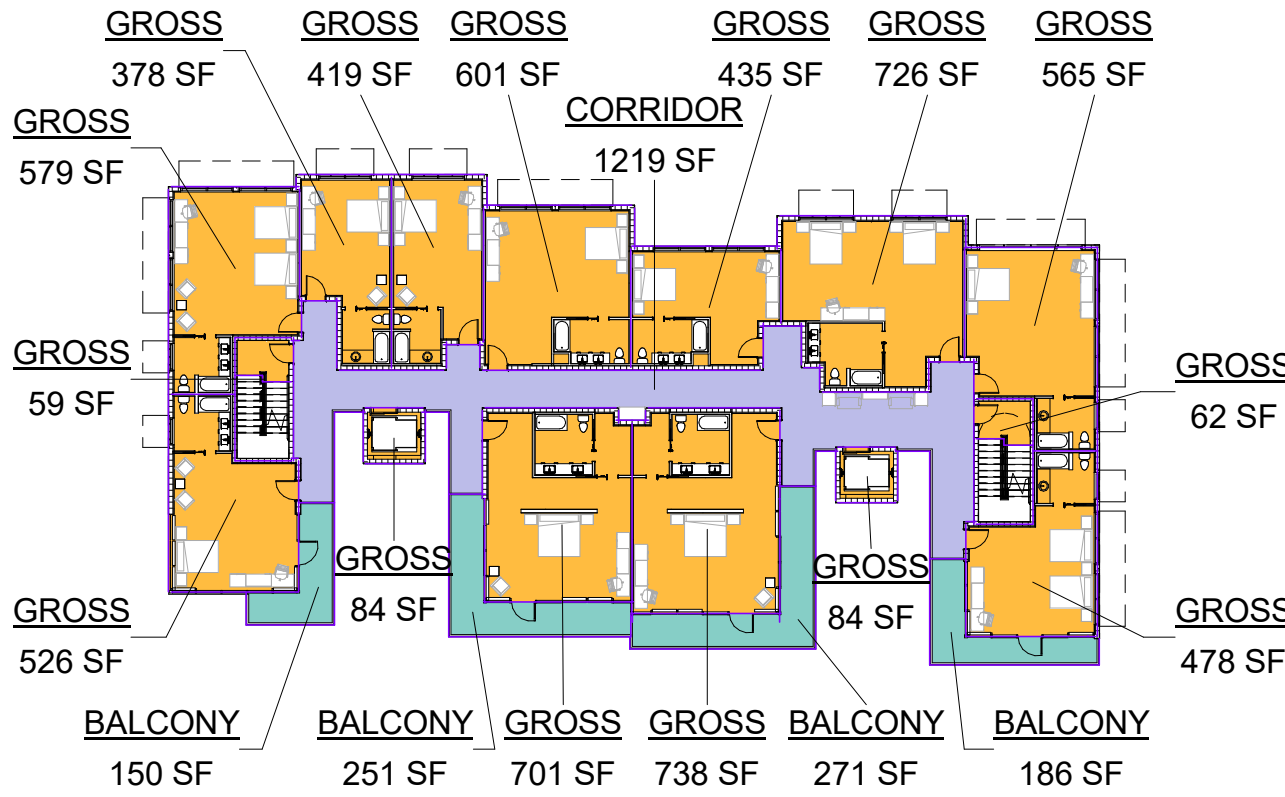 GROSS
378 SF
GROSS
419 SF
GROSS
601 SF
GROSS
435 SF
GROSS
726 SF
GROSS
565 SF
CORRIDOR
1219 SF
GROSS
579 SF
GROSS
59 SF
GROSS
62 SF
GROSS
84 SF
GROSS
84 SF
GROSS
526 SF
GROSS
478 SF
BALCONY
150 SF
BALCONY
251 SF
GROSS
701 SF
GROSS
738 SF
BALCONY
271 SF
BALCONY
186 SF